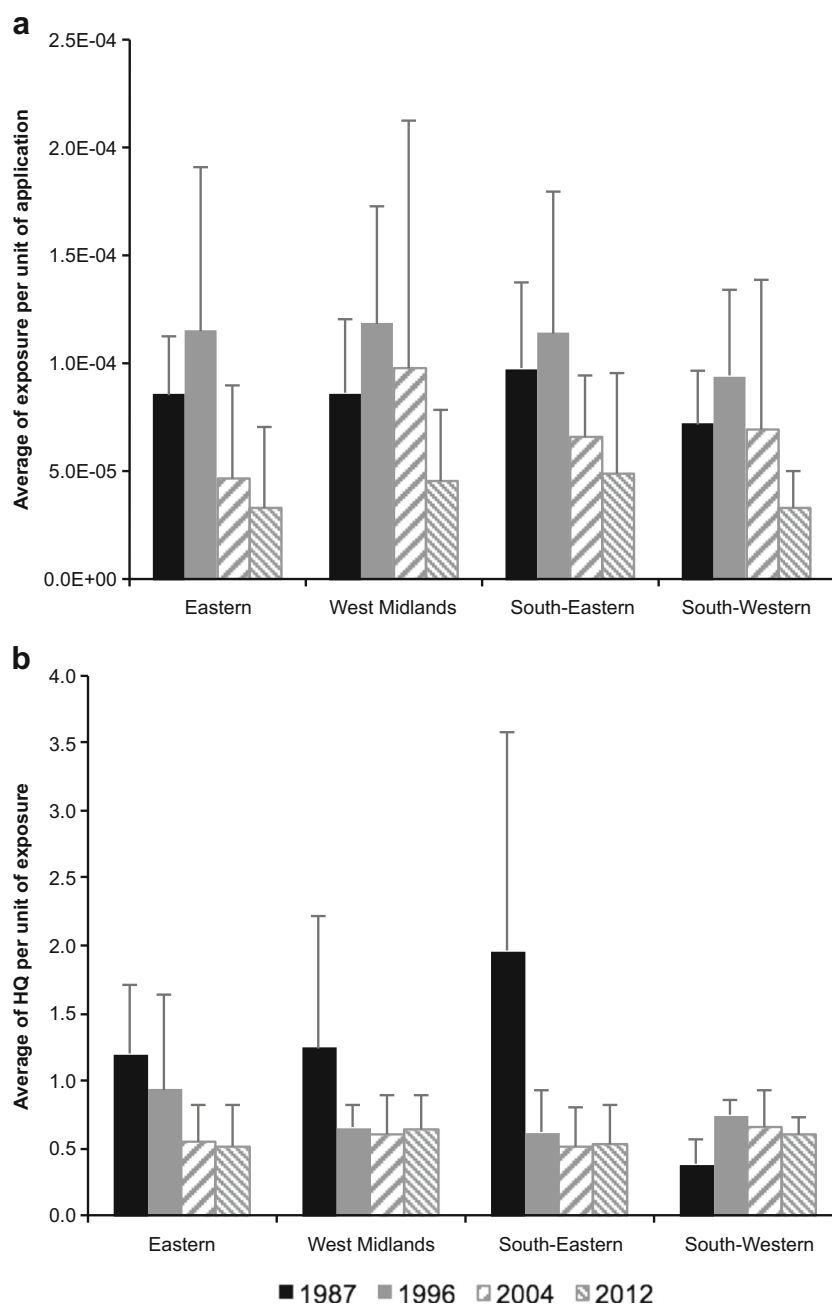 a
Average of exposure per unit of application
2.5E-04
2.0E-04
1.5E-04
1.0E-04
5.0E-05
0.0E+00
Eastern West Midlands South-Eastern South-Western
b
Average of HQ per unit of exposure
4.0
3.5
3.0
2.5
2.0
1.5
1.0
0.5
0.0
Eastern West Midlands South-Eastern South-Western
1987 1996 2004 2012